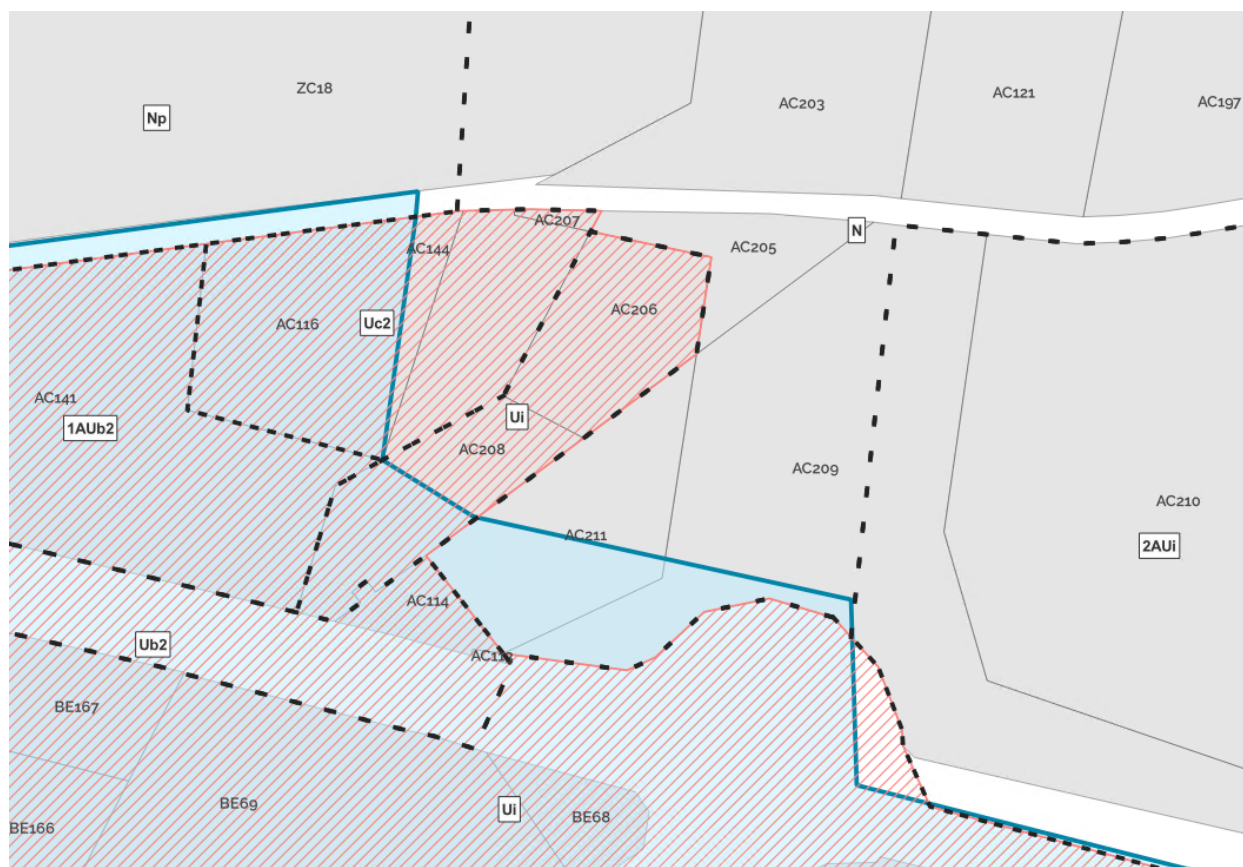 ZC18
AC203
AC121
AC197
Np
AC207
AC144
AC205
N
AC116
Uc2
AC206
AC141
1AUb2
Ui
AC208
AC209
AC210
AC211
2AUi
AC114
Ub2
AC112
BE167
BE69
Ui
BE68
BE166